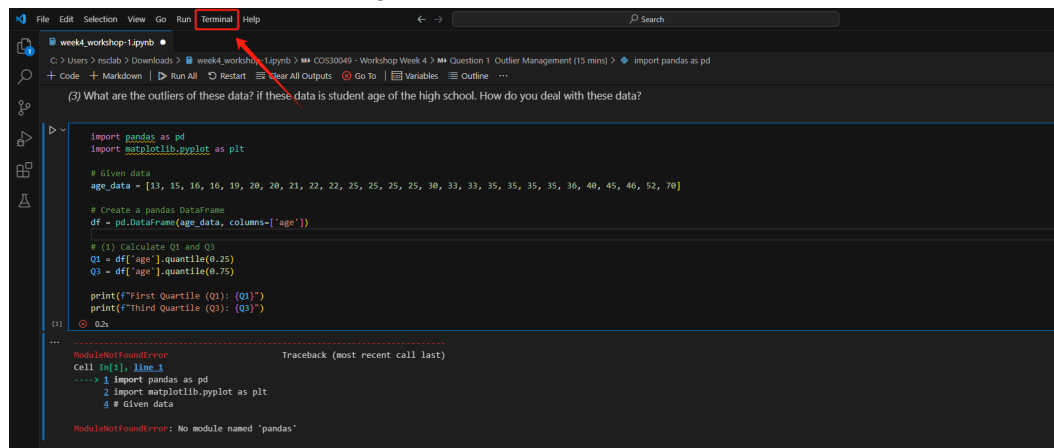 File Edit Selection View Go Run Terminal Help Search
week4_workshop-1.ipynb
C: > Users > nsclab > Downloads > week4_workshop-1.ipynb > M↓ COS30049 - Workshop Week 4 > M↓ Question 1 Outlier Management (15 mins) > import pandas as pd
+ Code + Markdown | Run All Restart Clear All Outputs Go To | Variables Outline ...
(3) What are the outliers of these data? if these data is student age of the high school. How do you deal with these data?
import pandas as pd
import matplotlib.pyplot as plt
# Given data
age_data = [13, 15, 16, 16, 19, 20, 20, 21, 22, 22, 25, 25, 25, 25, 30, 33, 33, 35, 35, 35, 35, 36, 40, 45, 46, 52, 70]
# Create a pandas DataFrame
df = pd.DataFrame(age_data, columns=['age'])
# (1) Calculate Q1 and Q3
Q1 = df['age'].quantile(0.25)
Q3 = df['age'].quantile(0.75)
print(f"First Quartile (Q1): {Q1}")
print(f"Third Quartile (Q3): {Q3}")
[1] 0.2s
...
---------------------------------------------------------------------------
ModuleNotFoundError Traceback (most recent call last)
Cell In[1], line 1
----> 1 import pandas as pd
2 import matplotlib.pyplot as plt
4 # Given data
ModuleNotFoundError: No module named 'pandas'